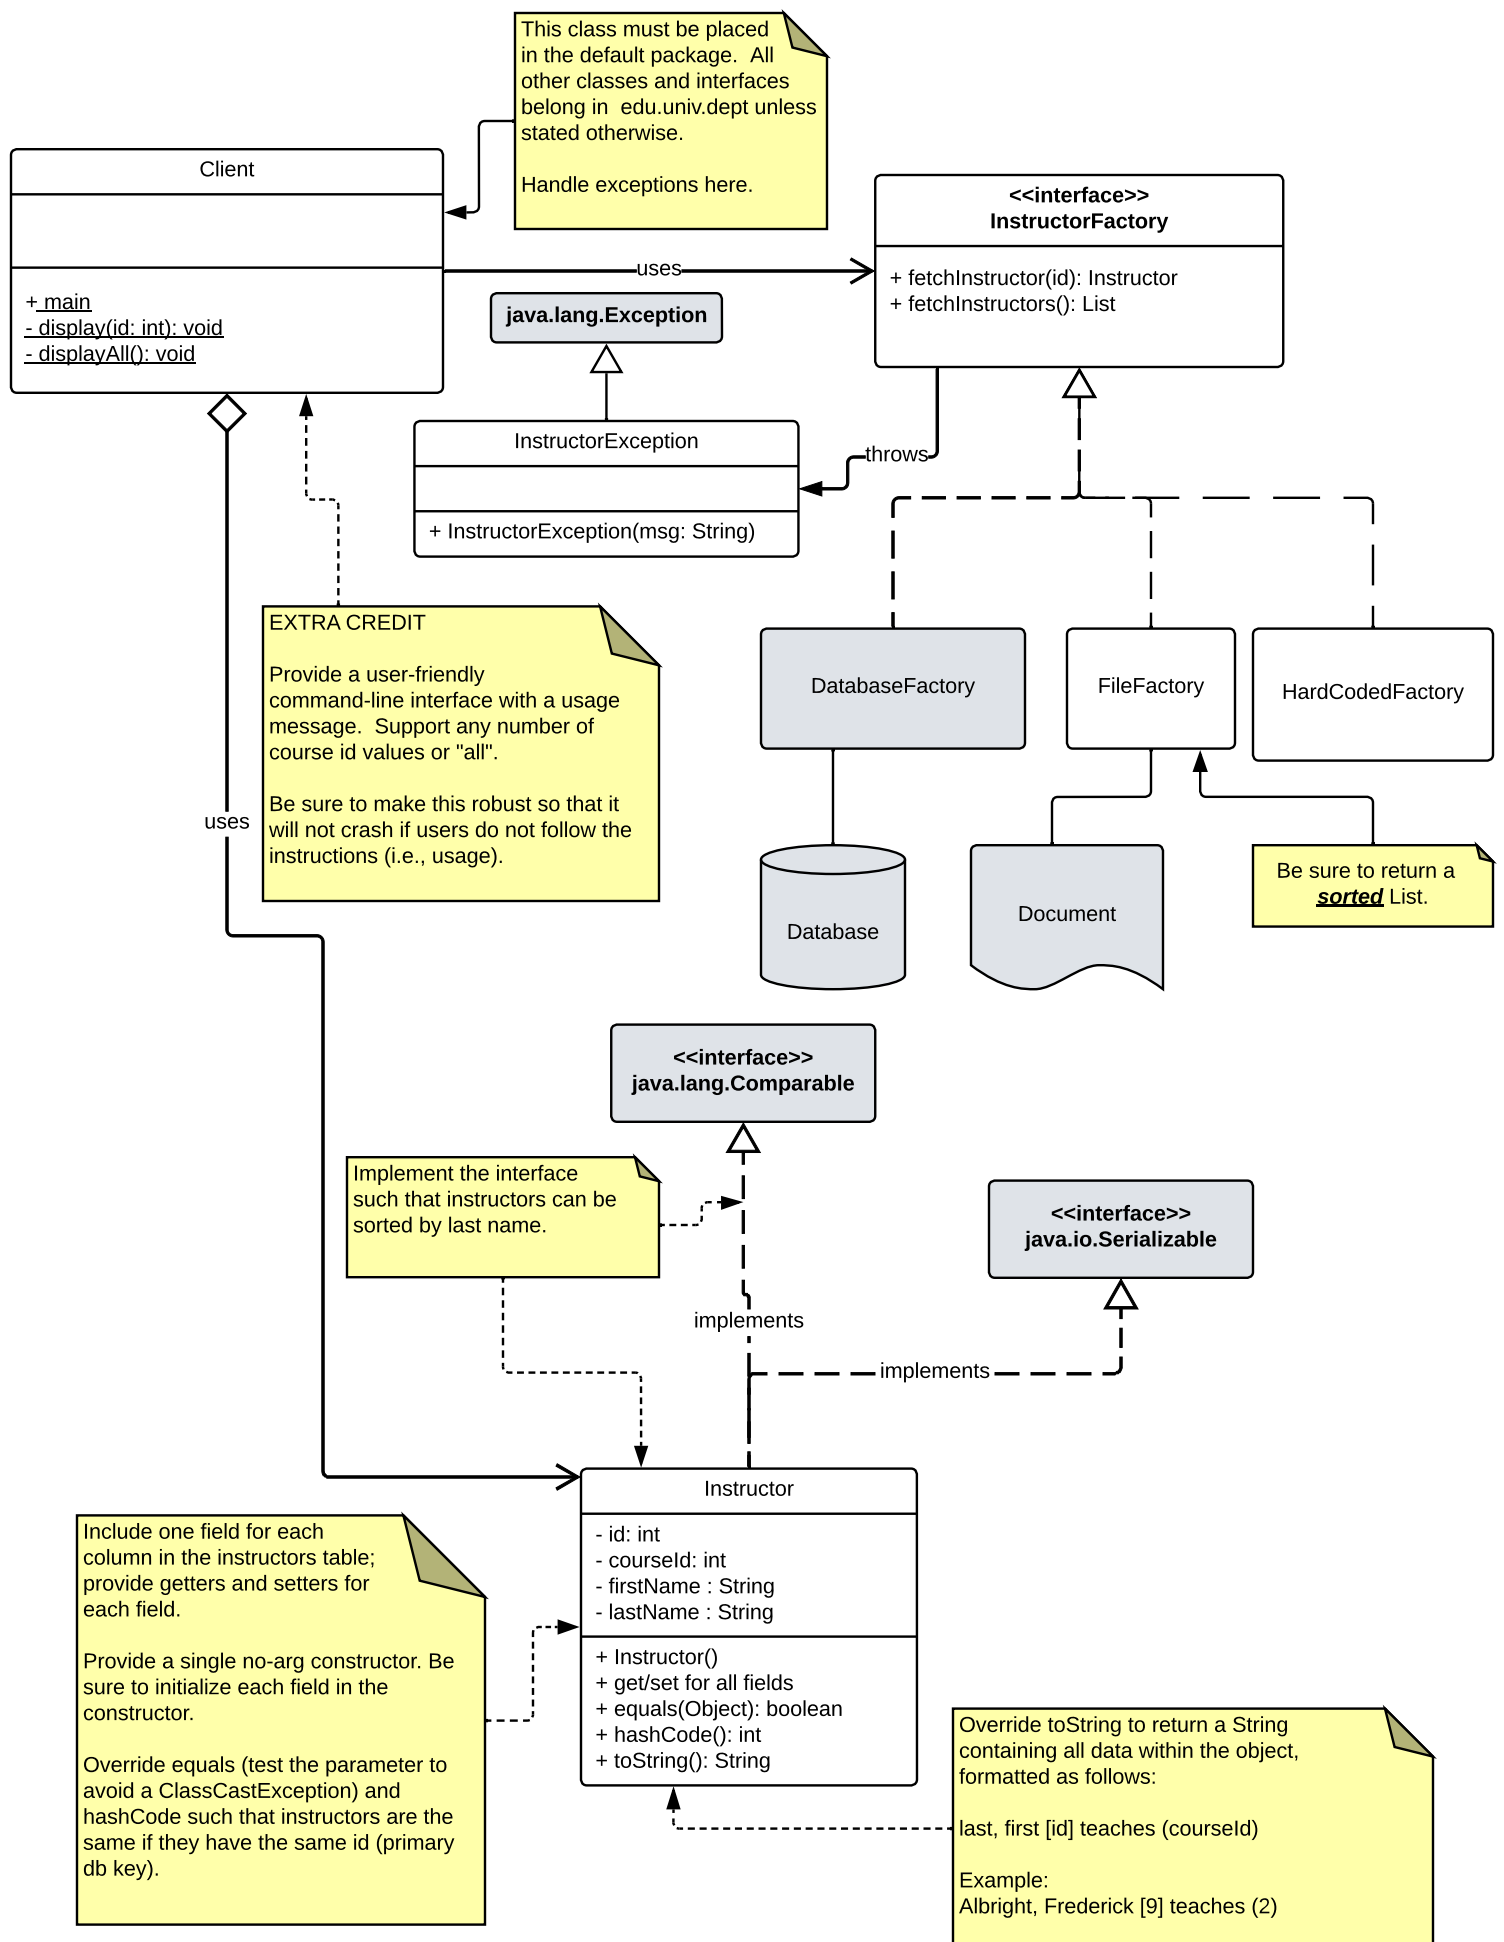 This class must be placed
in the default package.  All
other classes and interfaces
belong in  edu.univ.dept unless
stated otherwise.
Handle exceptions here.
Client
+ main
- display(id: int): void
- displayAll(): void
<<interface>>
InstructorFactory
+ fetchInstructor(id): Instructor
+ fetchInstructors(): List
uses
java.lang.Exception
InstructorException
+ InstructorException(msg: String)
throws
EXTRA CREDIT
Provide a user-friendly
command-line interface with a usage
message.  Support any number of
course id values or "all".
Be sure to make this robust so that it
will not crash if users do not follow the
instructions (i.e., usage).
uses
DatabaseFactory
FileFactory
HardCodedFactory
Database
Document
Be sure to return a
sorted List.
<<interface>>
java.lang.Comparable
Implement the interface
such that instructors can be
sorted by last name.
<<interface>>
java.io.Serializable
implements
implements
Instructor
- id: int
- courseId: int
- firstName : String
- lastName : String
+ Instructor()
+ get/set for all fields
+ equals(Object): boolean
+ hashCode(): int
+ toString(): String
Include one field for each
column in the instructors table;
provide getters and setters for
each field.
Provide a single no-arg constructor. Be
sure to initialize each field in the
constructor.
Override equals (test the parameter to
avoid a ClassCastException) and
hashCode such that instructors are the
same if they have the same id (primary
db key).
Override toString to return a String
containing all data within the object,
formatted as follows:
last, first [id] teaches (courseId)
Example:
Albright, Frederick [9] teaches (2)